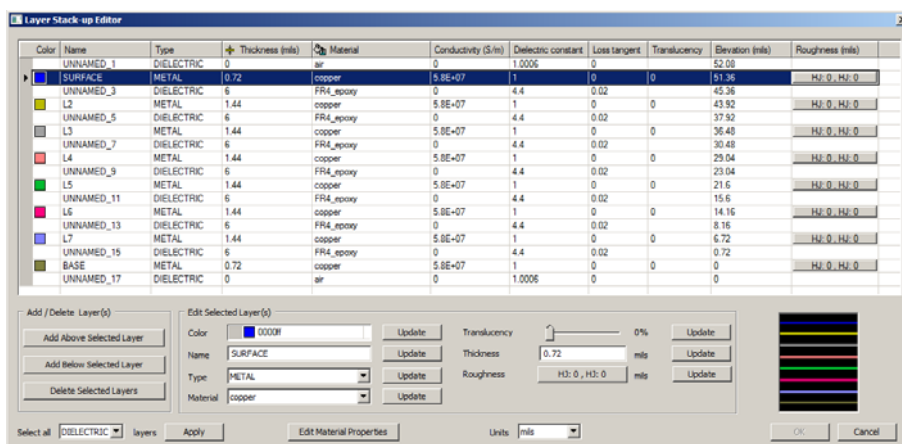 Layer Stack-up Editor
Color Name Type Thickness (mils) Material Conductivity (S/m) Dielectric constant Loss tangent Translucency Elevation (mils) Roughness (mils)
UNNAMED_1 DIELECTRIC 0 air 0 1.0006 0 52.08
SURFACE METAL 0.72 copper 5.8E+07 1 0 0 51.36 HJ: 0 , HJ: 0
UNNAMED_3 DIELECTRIC 6 FR4_epoxy 0 4.4 0.02 45.36
L2 METAL 1.44 copper 5.8E+07 1 0 0 43.92 HJ: 0 , HJ: 0
UNNAMED_5 DIELECTRIC 6 FR4_epoxy 0 4.4 0.02 37.92
L3 METAL 1.44 copper 5.8E+07 1 0 0 36.48 HJ: 0 , HJ: 0
UNNAMED_7 DIELECTRIC 6 FR4_epoxy 0 4.4 0.02 30.48
L4 METAL 1.44 copper 5.8E+07 1 0 0 29.04 HJ: 0 , HJ: 0
UNNAMED_9 DIELECTRIC 6 FR4_epoxy 0 4.4 0.02 23.04
L5 METAL 1.44 copper 5.8E+07 1 0 0 21.6 HJ: 0 , HJ: 0
UNNAMED_11 DIELECTRIC 6 FR4_epoxy 0 4.4 0.02 15.6
L6 METAL 1.44 copper 5.8E+07 1 0 0 14.16 HJ: 0 , HJ: 0
UNNAMED_13 DIELECTRIC 6 FR4_epoxy 0 4.4 0.02 8.16
L7 METAL 1.44 copper 5.8E+07 1 0 0 6.72 HJ: 0 , HJ: 0
UNNAMED_15 DIELECTRIC 6 FR4_epoxy 0 4.4 0.02 0.72
BASE METAL 0.72 copper 5.8E+07 1 0 0 0 HJ: 0 , HJ: 0
UNNAMED_17 DIELECTRIC 0 air 0 1.0006 0 0
Add / Delete Layer(s) Edit Selected Layer(s)
Add Above Selected Layer Color 0000ff Update Translucency 0% Update
Add Below Selected Layer Name SURFACE Update Thickness 0.72 mils Update
Type METAL Update Roughness HJ: 0 , HJ: 0 mils Update
Delete Selected Layers Material copper Update
Select all DIELECTRIC layers Apply Edit Material Properties Units mils OK Cancel